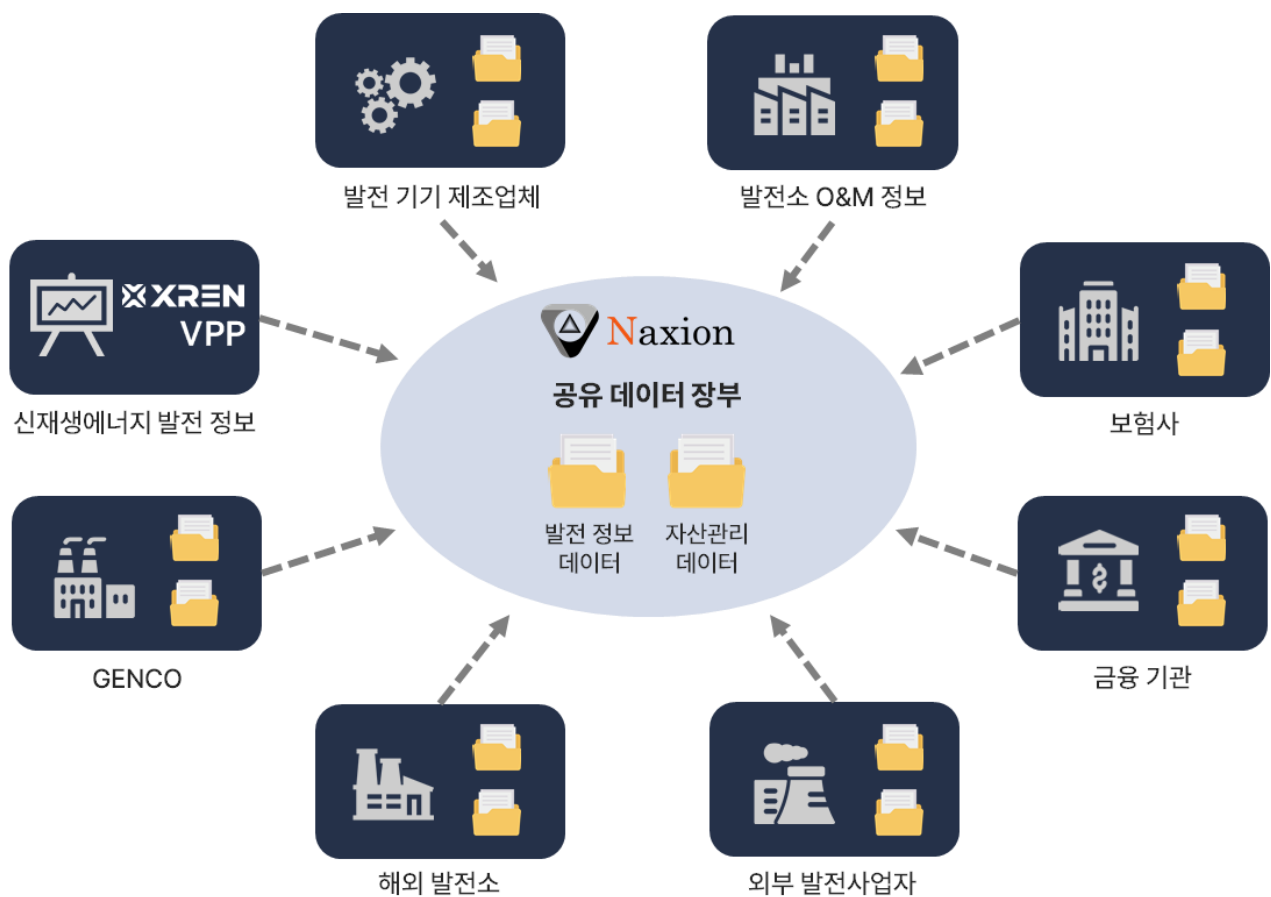 발전 기기 제조업체
발전소 O&M 정보
XREN
VPP
신재생에너지 발전 정보
Naxion
공유 데이터 장부
발전 정보
데이터
자산관리
데이터
보험사
GENCO
금융 기관
해외 발전소
외부 발전사업자